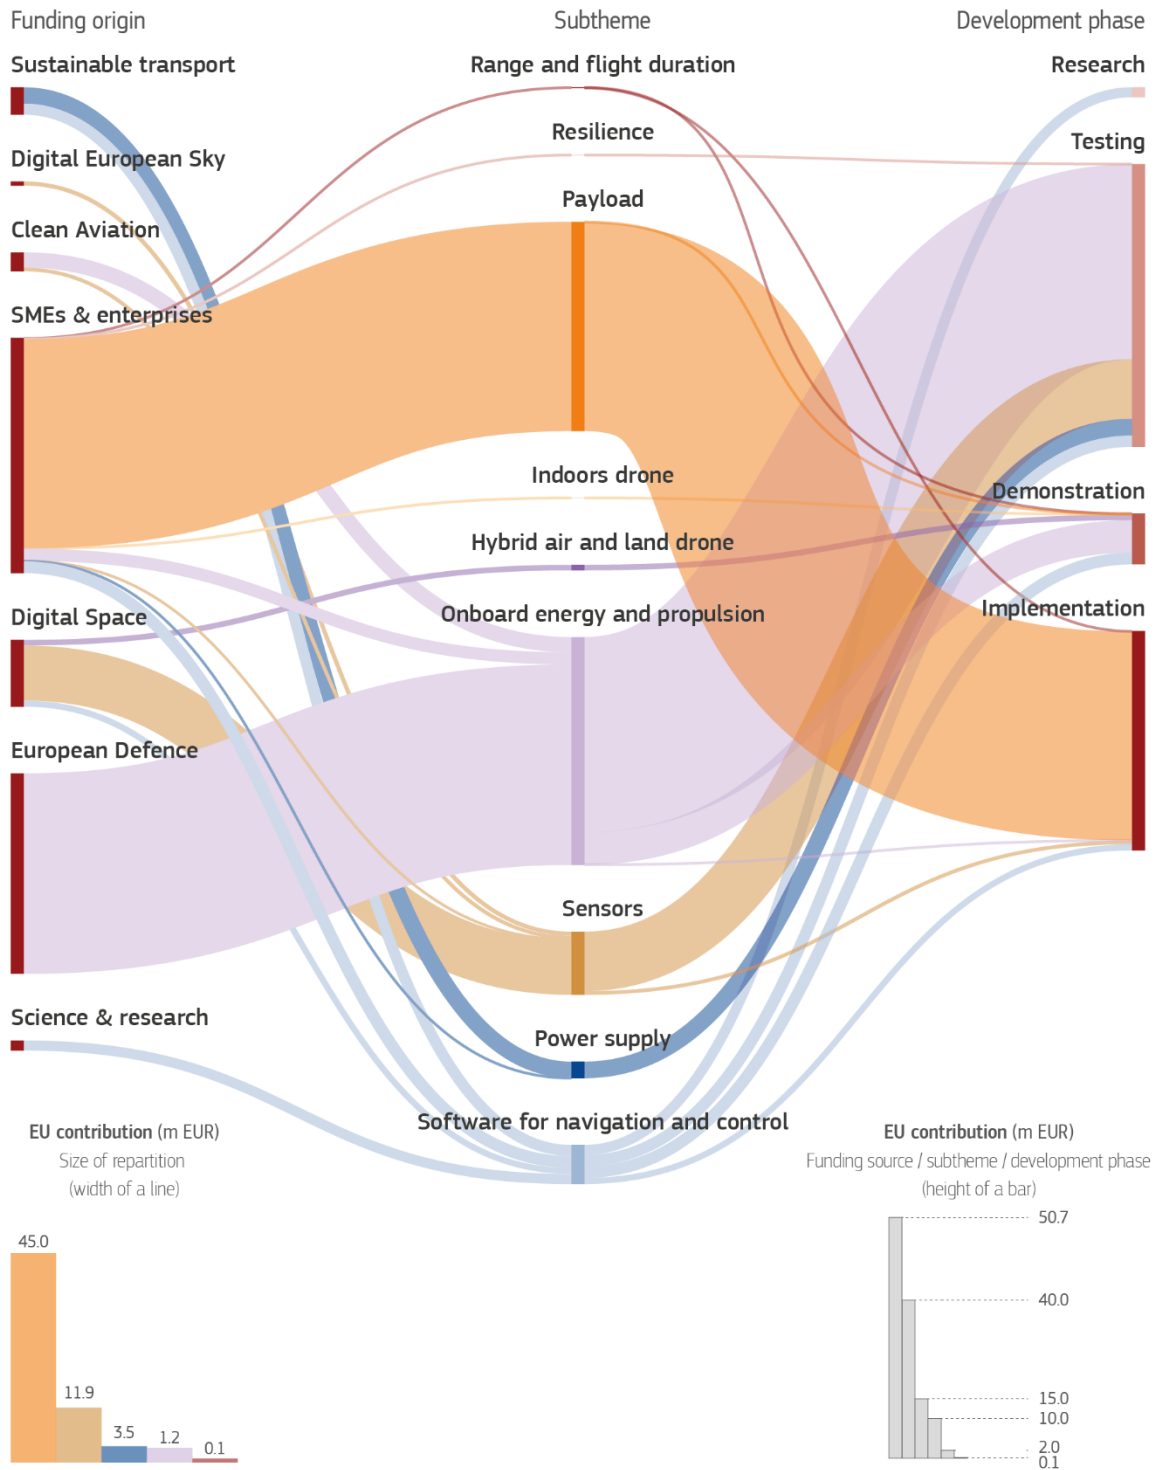 Funding origin
Subtheme
Development phase
Sustainable transport
Range and flight duration
Research
Resilience
Testing
Digital European Sky
Payload
Clean Aviation
SMEs & enterprises
Indoors drone
Demonstration
Hybrid air and land drone
Digital Space
Onboard energy and propulsion
Implementation
European Defence
Sensors
Science & research
Power supply
Software for navigation and control
EU contribution (m EUR)
Size of repartition
(width of a line)
45.0
11.9
3.5
1.2
0.1
EU contribution (m EUR)
Funding source / subtheme / development phase
(height of a bar)
50.7
40.0
15.0
10.0
2.0
0.1